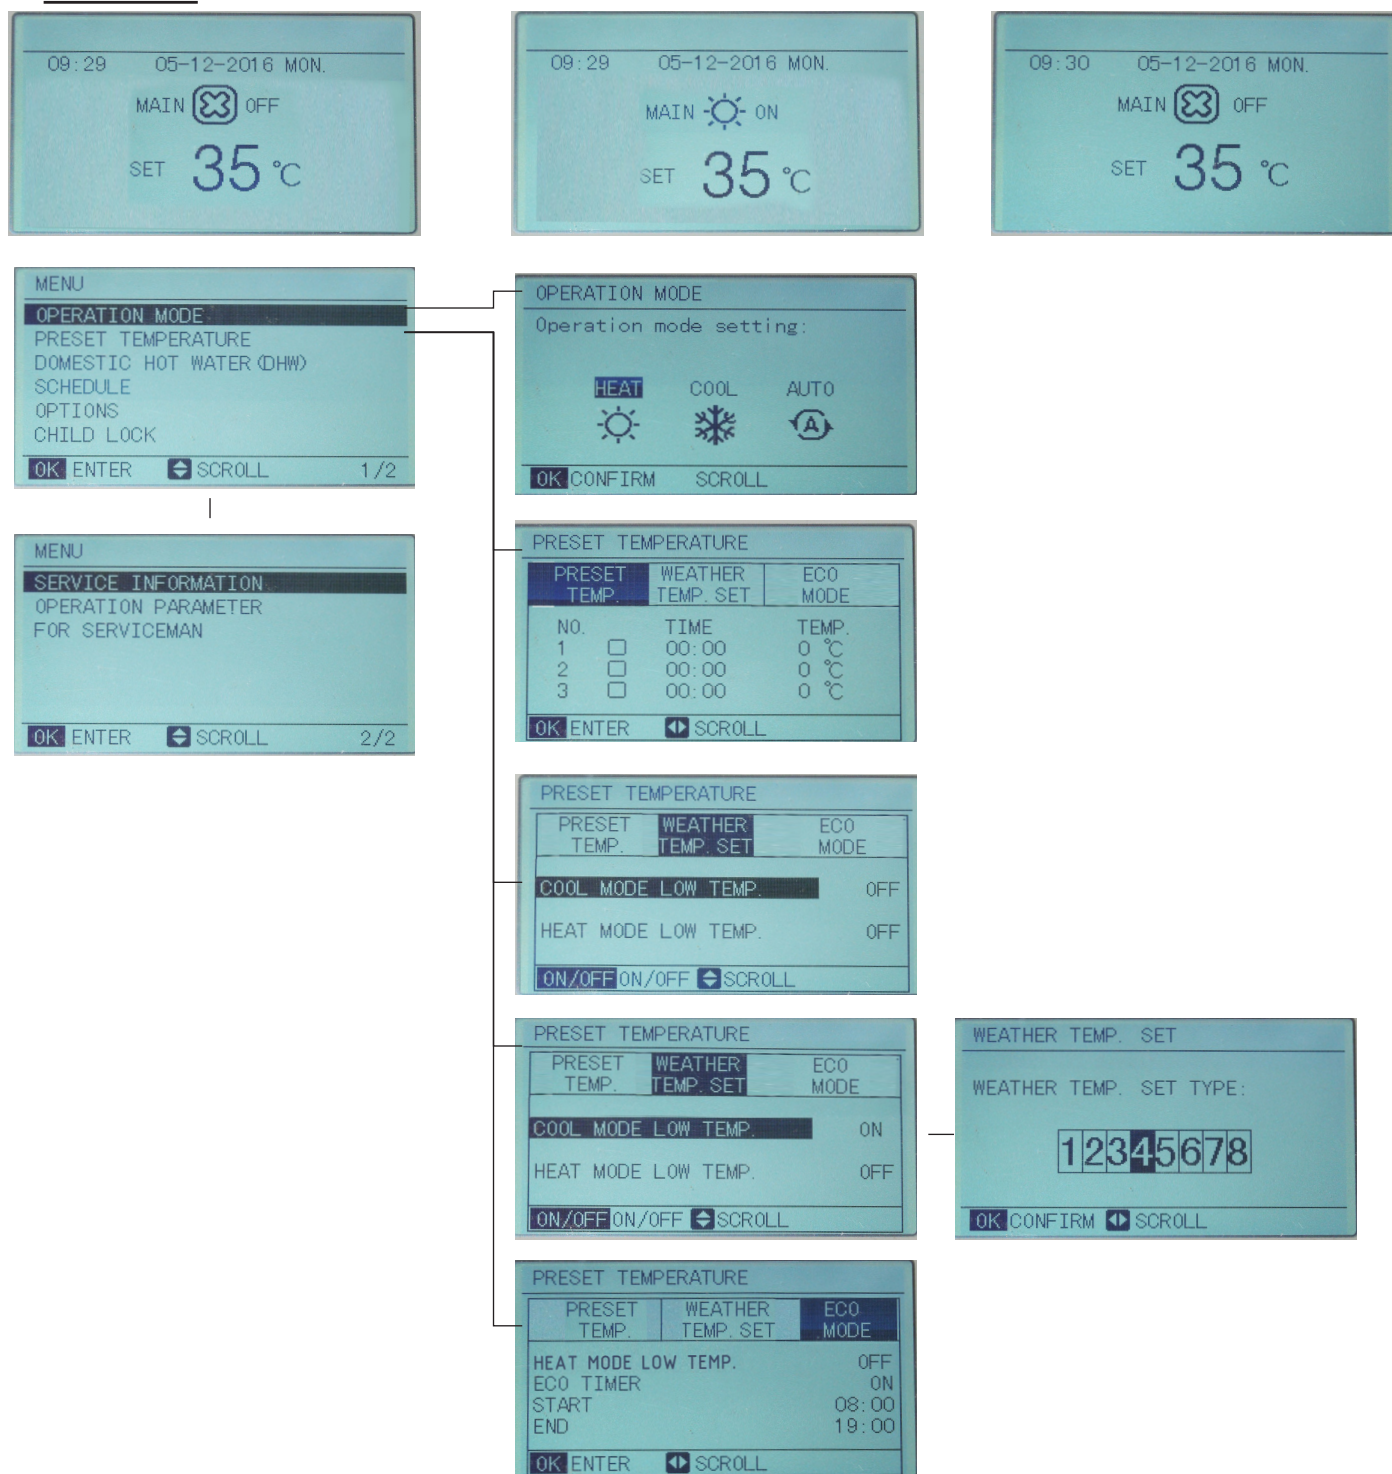 09:29 05-12-2016 MON.
MAIN OFF
SET 35 °C
09:29 05-12-2016 MON.
MAIN ON
SET 35 °C
09:30 05-12-2016 MON.
MAIN OFF
SET 35 °C
MENU
OPERATION MODE
PRESET TEMPERATURE
DOMESTIC HOT WATER(DHW)
SCHEDULE
OPTIONS
CHILD LOCK
OK ENTER SCROLL 1/2
OPERATION MODE
Operation mode setting:
HEAT COOL AUTO
A
OK CONFIRM SCROLL
MENU
SERVICE INFORMATION
OPERATION PARAMETER
FOR SERVICEMAN
OK ENTER SCROLL 2/2
PRESET TEMPERATURE
PRESET WEATHER ECO
TEMP. TEMP. SET MODE
NO. TIME TEMP.
1 00:00 0 °C
2 00:00 0 °C
3 00:00 0 °C
OK ENTER SCROLL
PRESET TEMPERATURE
PRESET WEATHER ECO
TEMP. TEMP. SET MODE
COOL MODE LOW TEMP. OFF
HEAT MODE LOW TEMP. OFF
ON/OFF ON/OFF SCROLL
PRESET TEMPERATURE
PRESET WEATHER ECO
TEMP. TEMP. SET MODE
COOL MODE LOW TEMP. ON
HEAT MODE LOW TEMP. OFF
ON/OFF ON/OFF SCROLL
WEATHER TEMP. SET
WEATHER TEMP. SET TYPE:
12345678
OK CONFIRM SCROLL
PRESET TEMPERATURE
PRESET WEATHER ECO
TEMP. TEMP. SET MODE
HEAT MODE LOW TEMP. OFF
ECO TIMER ON
START 08:00
END 19:00
OK ENTER SCROLL